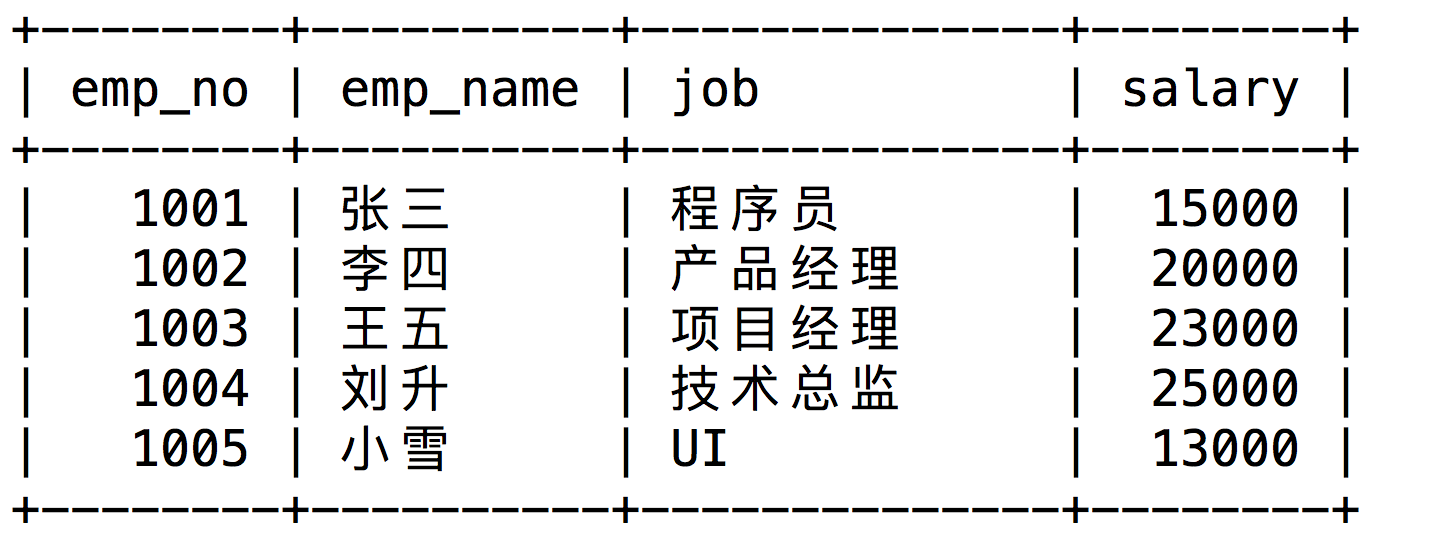 +--------+----------+---------------+--------+
| emp_no | emp_name | job           | salary |
+--------+----------+---------------+--------+
|   1001 | 张三     | 程序员        |  15000 |
|   1002 | 李四     | 产品经理      |  20000 |
|   1003 | 王五     | 项目经理      |  23000 |
|   1004 | 刘升     | 技术总监      |  25000 |
|   1005 | 小雪     | UI            |  13000 |
+--------+----------+---------------+--------+